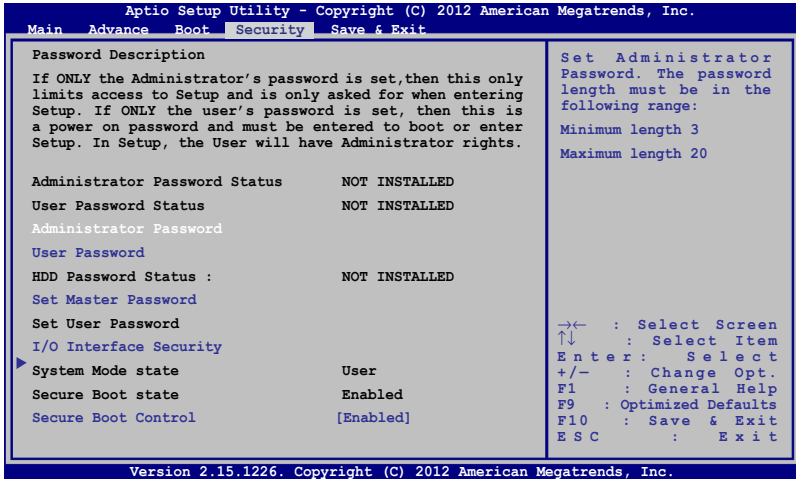 Aptio Setup Utility - Copyright (C) 2012 American Megatrends, Inc.
Main Advance Boot Security Save & Exit
Password Description
If ONLY the Administrator's password is set,then this only
limits access to Setup and is only asked for when entering
Setup. If ONLY the user's password is set, then this is
a power on password and must be entered to boot or enter
Setup. In Setup, the User will have Administrator rights.
Administrator Password Status NOT INSTALLED
User Password Status NOT INSTALLED
Administrator Password
User Password
HDD Password Status : NOT INSTALLED
Set Master Password
Set User Password
I/O Interface Security
System Mode state User
Secure Boot state Enabled
Secure Boot Control [Enabled]
Set Administrator
Password. The password
length must be in the
following range:
Minimum length 3
Maximum length 20
→← : Select Screen
↑↓ : Select Item
Enter: Select
+/— : Change Opt.
F1 : General Help
F9 : Optimized Defaults
F10 : Save & Exit
ESC : Exit
Version 2.15.1226. Copyright (C) 2012 American Megatrends, Inc.